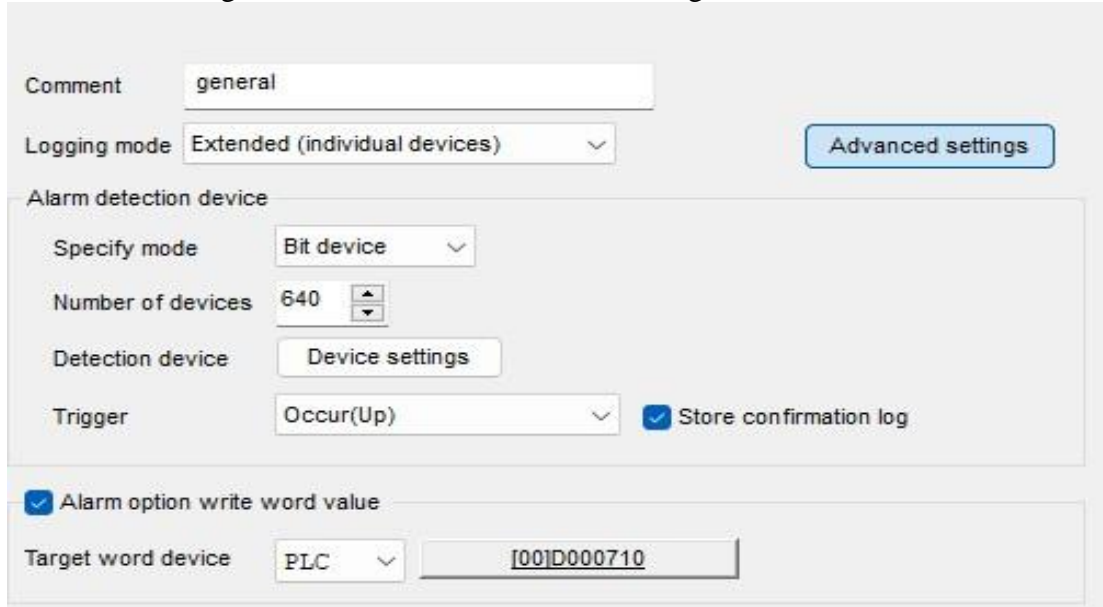 Comment general
Logging mode Extended (individual devices) Advanced settings
Alarm detection device
Specify mode Bit device
Number of devices 640
Detection device Device settings
Trigger Occur(Up) Store confirmation log
Alarm option write word value
Target word device PLC [00]D000710